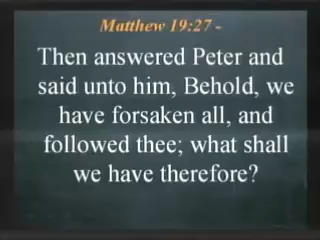 Matthew 19:27 -
Then answered Peter and
said unto him, Behold, we
have forsaken all, and
followed thee; what shall
we have therefore?